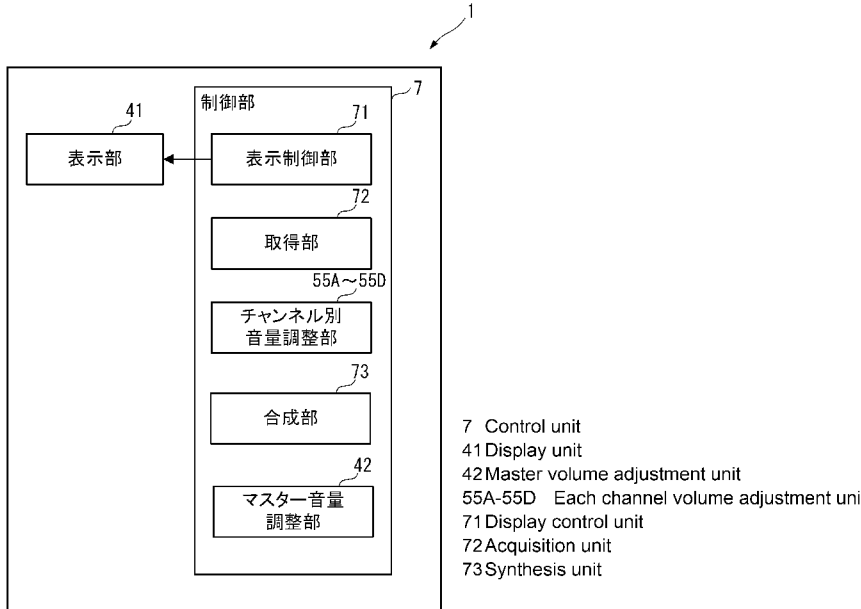 1
7
制御部
41
表示部
71
表示制御部
72
取得部
55A～55D
チャンネル別
音量調整部
73
合成部
42
マスター音量
調整部
7 Control unit
41 Display unit
42 Master volume adjustment unit
55A-55D Each channel volume adjustment uni
71 Display control unit
72 Acquisition unit
73 Synthesis unit